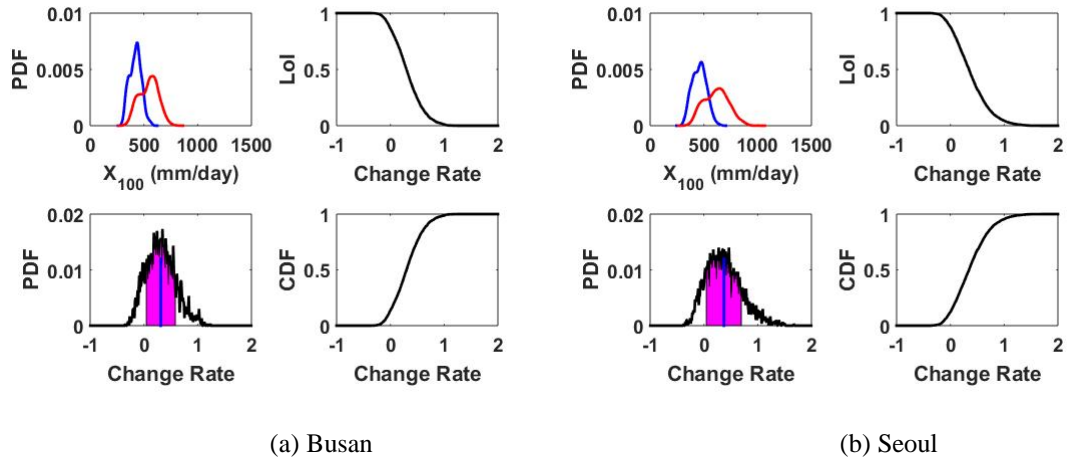 PDF
0.01
0.005
0
0 500 1000 1500
X100 (mm/day)
LoI
1
0.5
0
-1 0 1 2
Change Rate
PDF
0.02
0.01
0
-1 0 1 2
Change Rate
CDF
1
0.5
0
-1 0 1 2
Change Rate
(a) Busan
PDF
0.01
0.005
0
0 500 1000 1500
X100 (mm/day)
LoI
1
0.5
0
-1 0 1 2
Change Rate
PDF
0.02
0.01
0
-1 0 1 2
Change Rate
CDF
1
0.5
0
-1 0 1 2
Change Rate
(b) Seoul